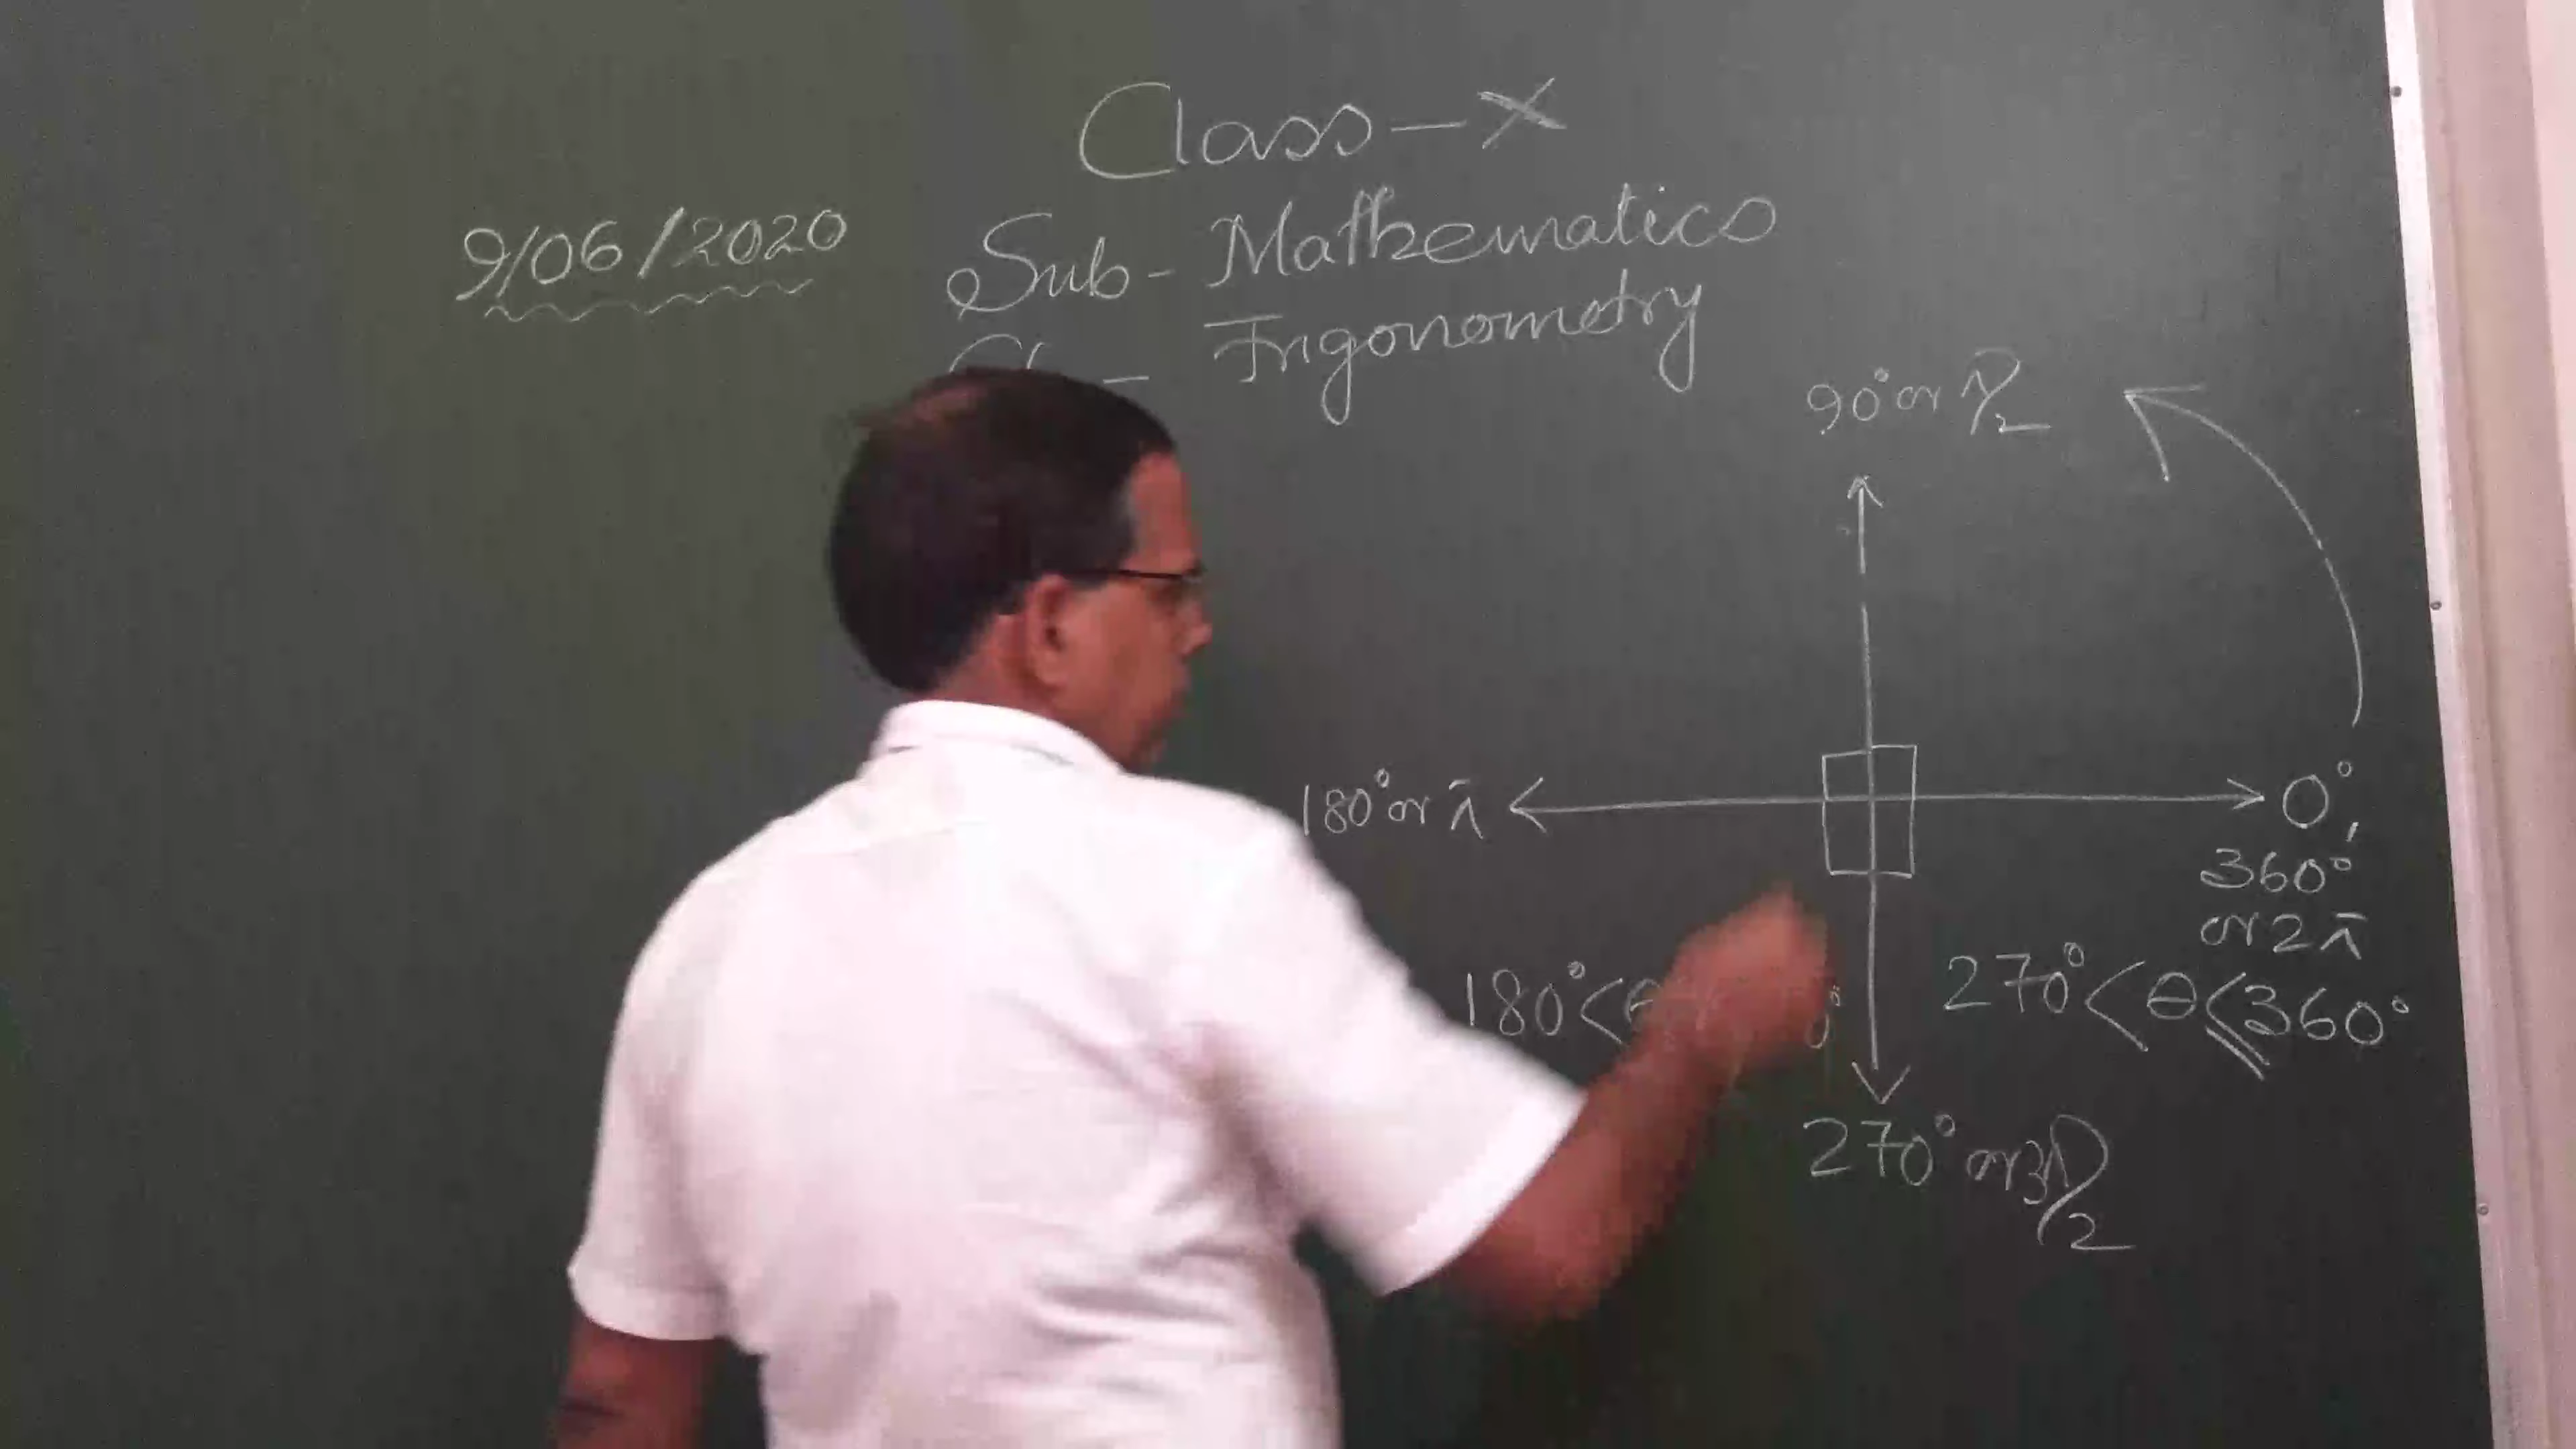 Class - X
9/06/2020
Sub - Mathematics
- Trigonometry
90° or π/2
180° or π
0°,
360°
or 2π
180° < θ
270° < θ ≤ 360°
270° or 3π/2